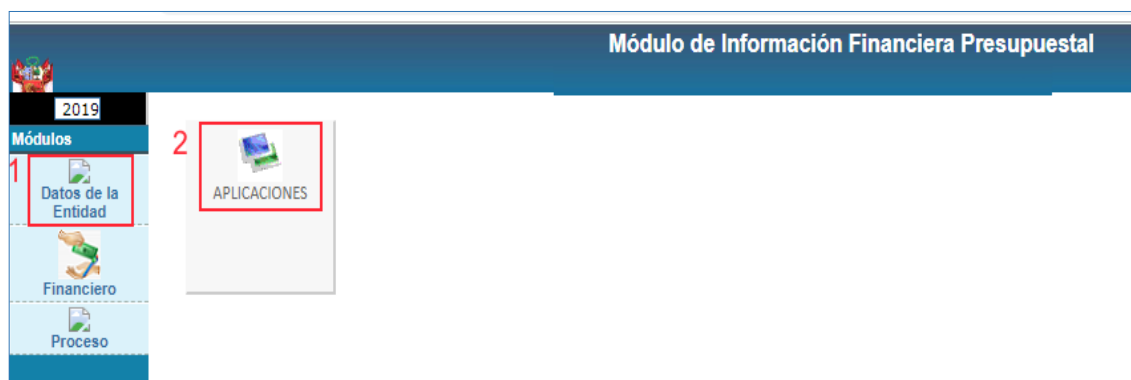 Módulo de Información Financiera Presupuestal
2019
Módulos
1
Datos de la
Entidad
Financiero
Proceso
2
APLICACIONES